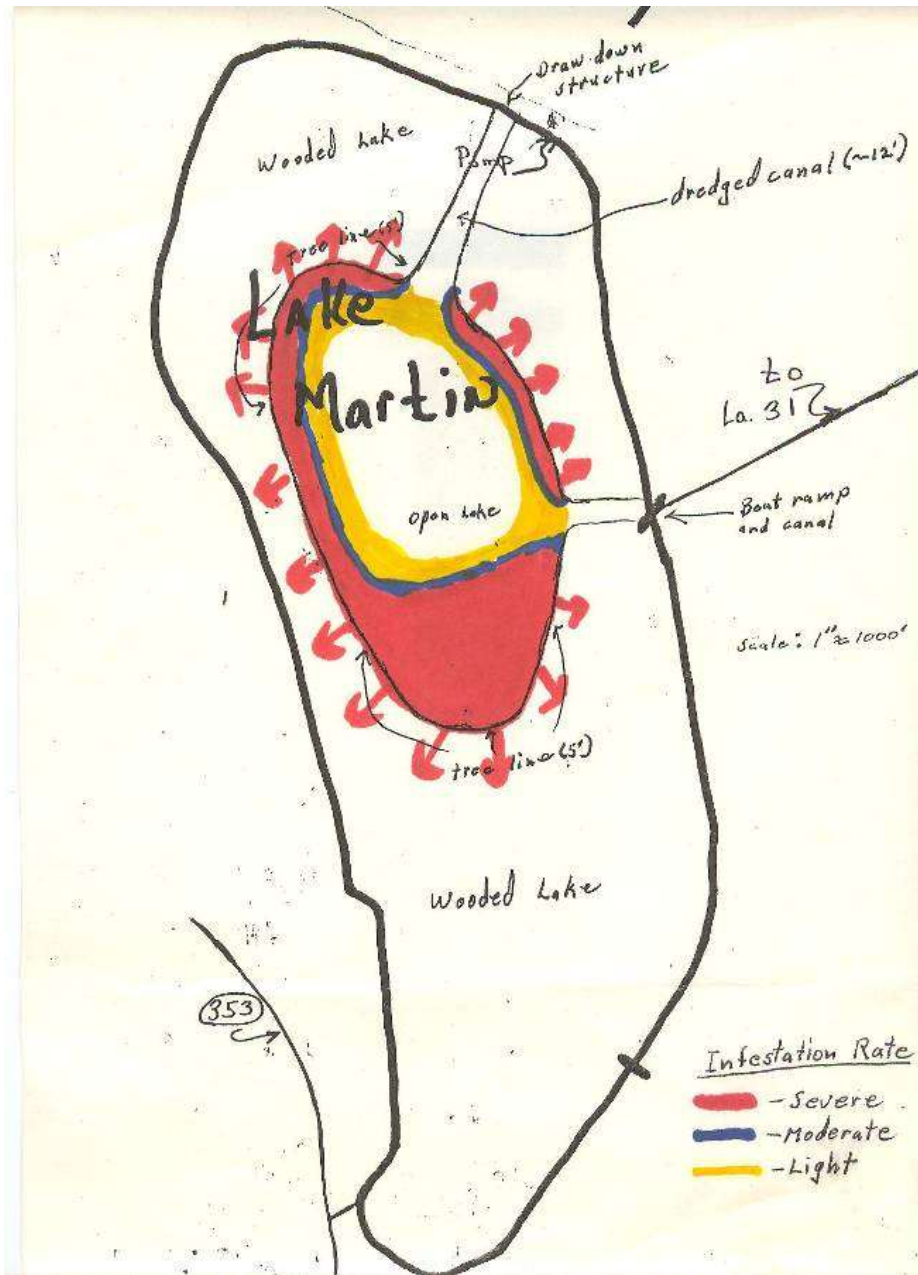 Draw down
structure
Wooded Lake
Pump
dredged canal (~12')
tree line (5')
Lake
Martin
to
La. 31
Open Lake
Boat ramp
and canal
Scale: 1" ≈ 1000'
tree line (5')
Wooded Lake
353
Infestation Rate
- Severe
- Moderate
- Light